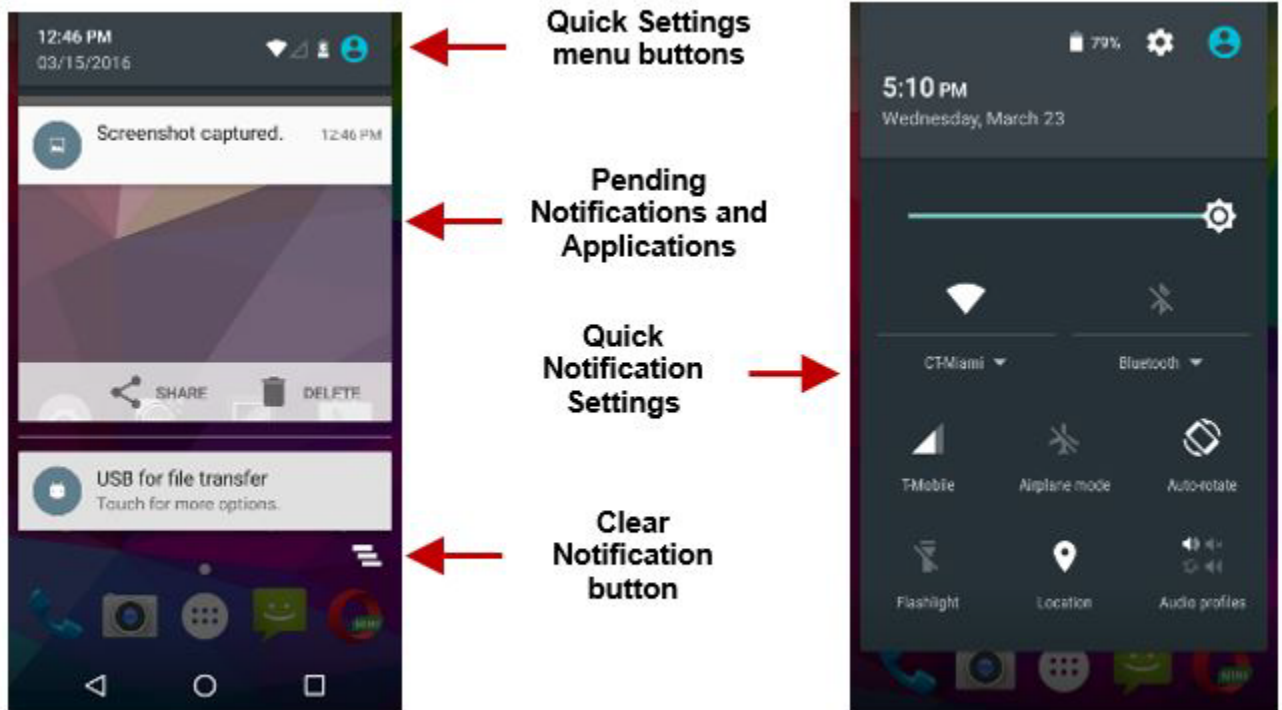 12:46 PM
03/15/2016
Screenshot captured.
12:46 PM
SHARE
DELETE
USB for file transfer
Touch for more options.
MINI
Quick Settings
menu buttons
Pending
Notifications and
Applications
Quick
Notification
Settings
Clear
Notification
button
79%
5:10 PM
Wednesday, March 23
CT-Miami
Bluetooth
T-Mobile
Airplane mode
Auto-rotate
Flashlight
Location
Audio profiles
MINI